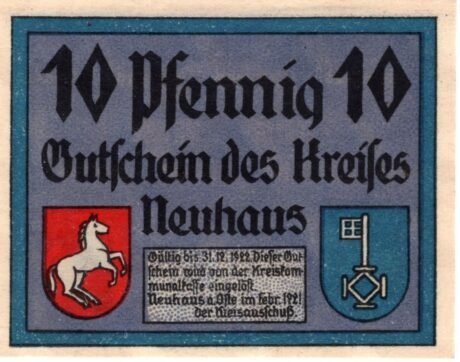 10 Pfennig 10
Gutschein des Kreises
Neuhaus
Gültig bis 31.12.1922. Dieser Gut-
schein wird von der Kreiskom-
munalkasse eingelöst.
Neuhaus a. Oste im Febr. 1921
der Kreisausschuß.